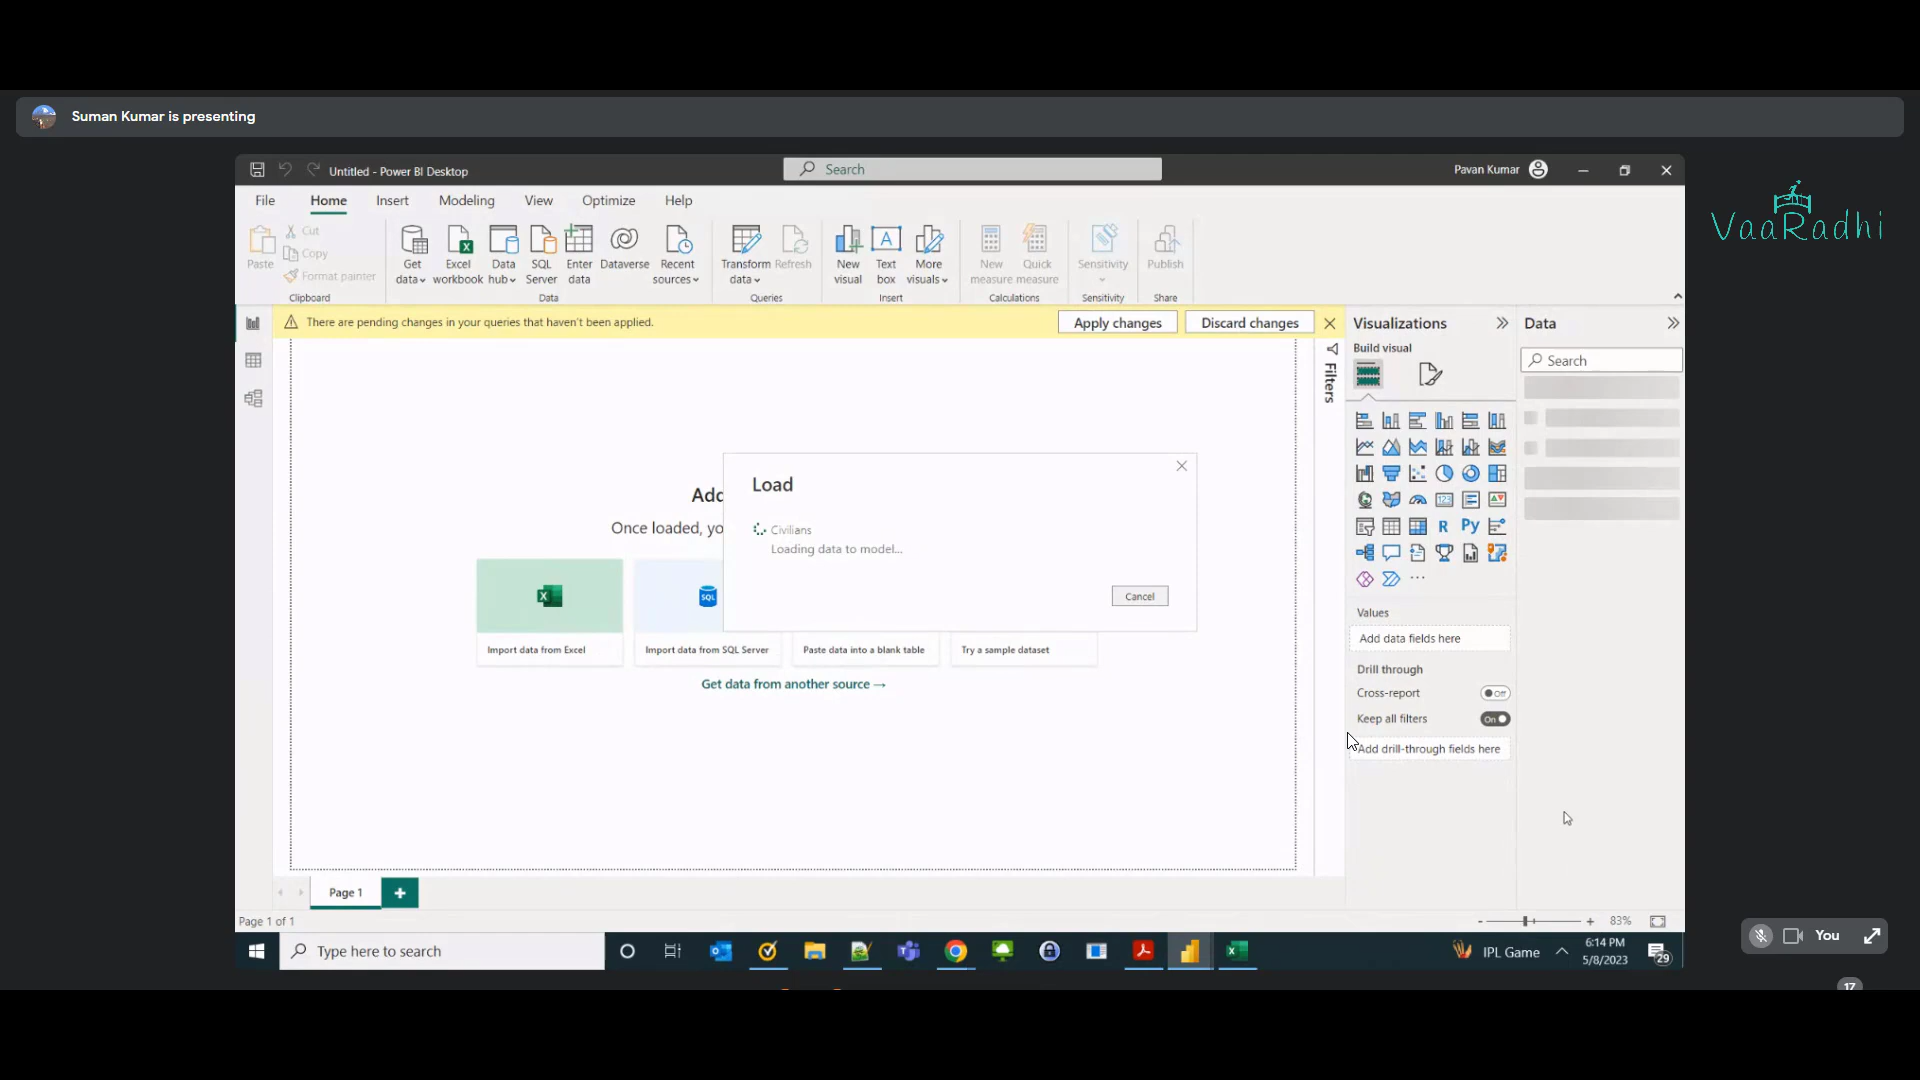 Suman Kumar is presenting
VaaRadhi
Untitled - Power BI Desktop
Search
Pavan Kumar
File Home Insert Modeling View Optimize Help
Paste
Cut
Copy
Format painter
Clipboard
Get data
Excel workbook
Data hub
SQL Server
Enter data
Dataverse
Recent sources
Data
Transform data
Refresh
Queries
New visual
Text box
More visuals
Insert
New measure
Quick measure
Calculations
Sensitivity
Sensitivity
Publish
Share
There are pending changes in your queries that haven't been applied.
Apply changes
Discard changes
Filters
Visualizations
Build visual
R
Py
123
Values
Add data fields here
Drill through
Cross-report
Off
Keep all filters
On
Add drill-through fields here
Data
Search
Add
Once loaded, yo
SQL
Import data from Excel
Import data from SQL Server
Paste data into a blank table
Try a sample dataset
Get data from another source →
Load
Civilians
Loading data to model...
Cancel
Page 1
Page 1 of 1
83%
Type here to search
IPL Game
6:14 PM
5/8/2023
29
You
17